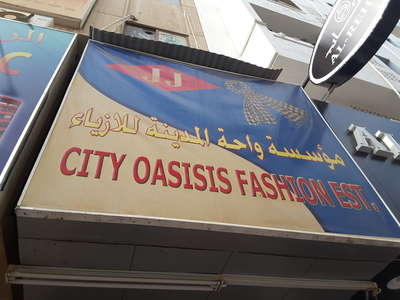 J.J
مؤسسة واحة المدينة للازياء
CITY OASISIS FASHION EST.